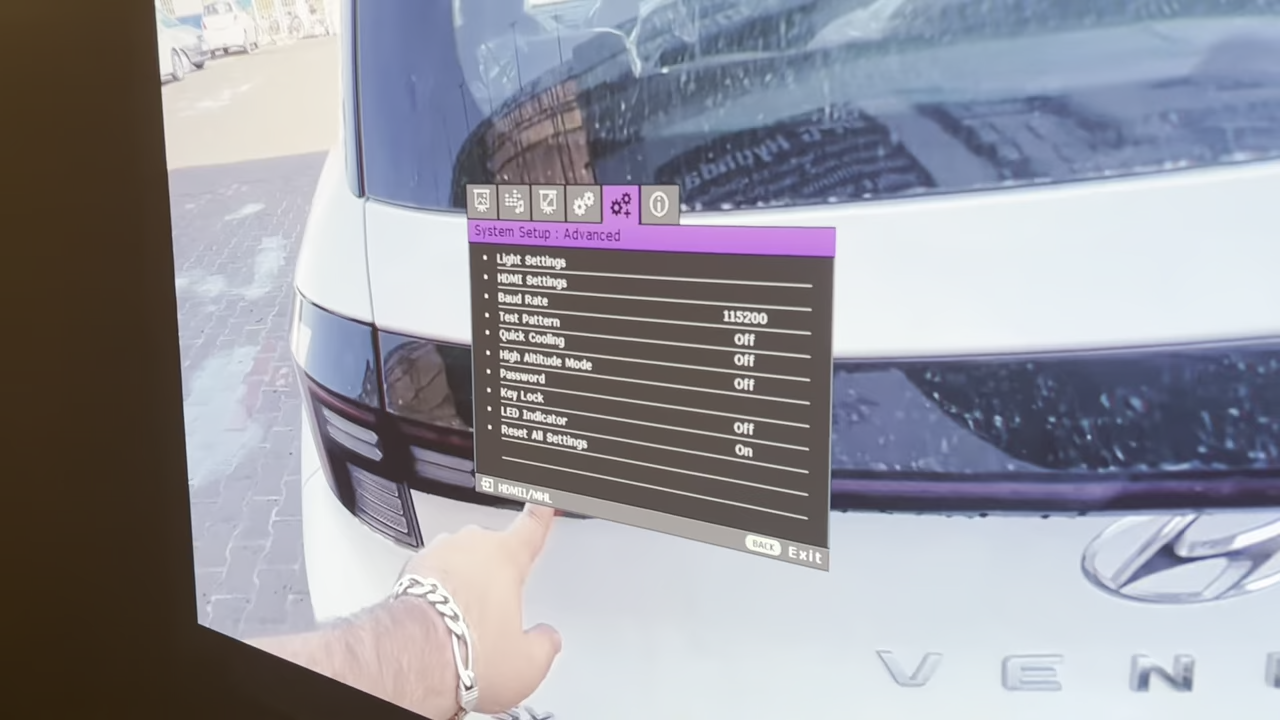 System Setup : Advanced
Light Settings
HDMI Settings
Baud Rate 115200
Test Pattern Off
Quick Cooling Off
High Altitude Mode Off
Password
Key Lock Off
LED Indicator On
Reset All Settings
HDMI1/MHL
BACK Exit
V E N